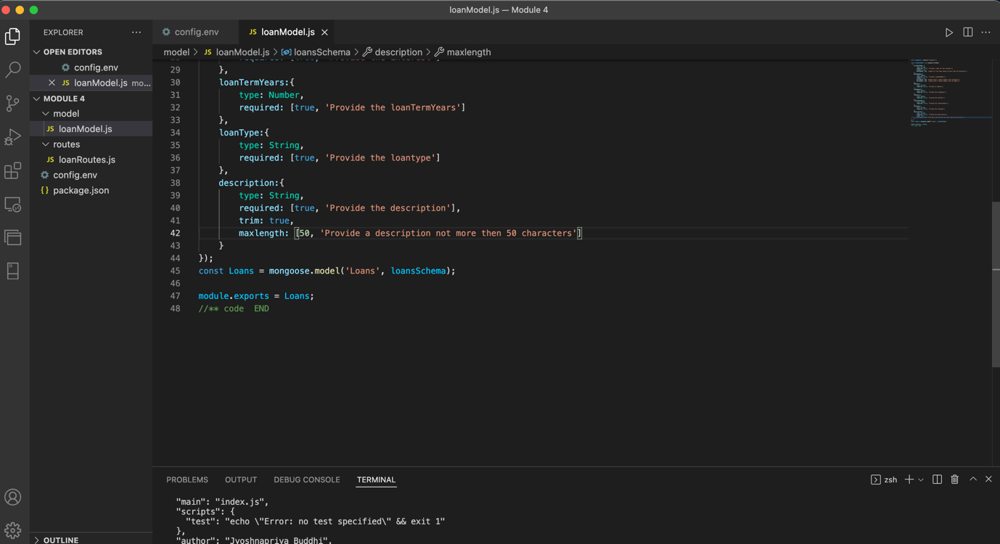 loanModel.js — Module 4
EXPLORER
config.env
JS loanModel.js
OPEN EDITORS
config.env
JS loanModel.js mo...
MODULE 4
model
JS loanModel.js
routes
JS loanRoutes.js
config.env
{} package.json
OUTLINE
model > JS loanModel.js > loansSchema > description > maxlength
29 },
30 loanTermYears:{
31 type: Number,
32 required: [true, 'Provide the loanTermYears']
33 },
34 loanType:{
35 type: String,
36 required: [true, 'Provide the loantype']
37 },
38 description:{
39 type: String,
40 required: [true, 'Provide the description'],
41 trim: true,
42 maxlength: [50, 'Provide a description not more then 50 characters']
43 }
44 });
45 const Loans = mongoose.model('Loans', loansSchema);
46
47 module.exports = Loans;
48 //** code  END
PROBLEMS OUTPUT DEBUG CONSOLE TERMINAL
zsh
"main": "index.js",
"scripts": {
"test": "echo \"Error: no test specified\" && exit 1"
},
"author": "Jyoshnapriya Buddhi",